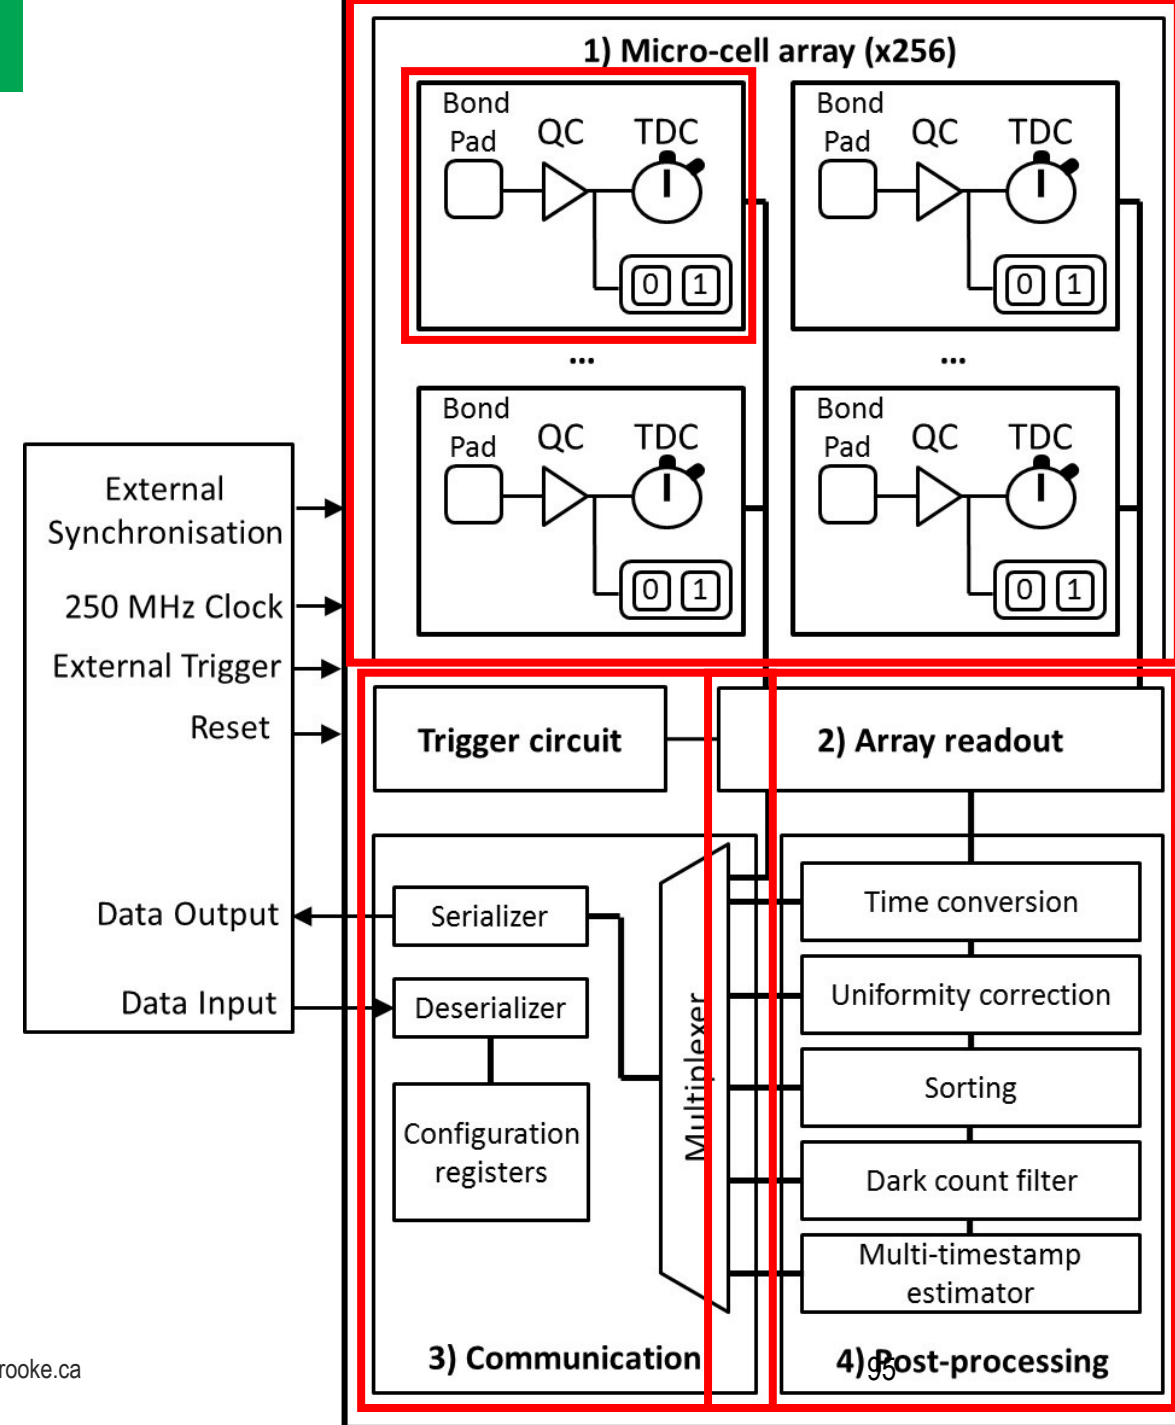 1) Micro-cell array (x256)
Bond
Pad
QC
TDC
0 1
Bond
Pad
QC
TDC
0 1
...
...
Bond
Pad
QC
TDC
0 1
Bond
Pad
QC
TDC
0 1
External
Synchronisation
250 MHz Clock
External Trigger
Reset
Data Output
Data Input
Trigger circuit
2) Array readout
Serializer
Deserializer
Configuration
registers
Multiplexer
3) Communication
Time conversion
Uniformity correction
Sorting
Dark count filter
Multi-timestamp
estimator
4) Post-processing
rooke.ca
95